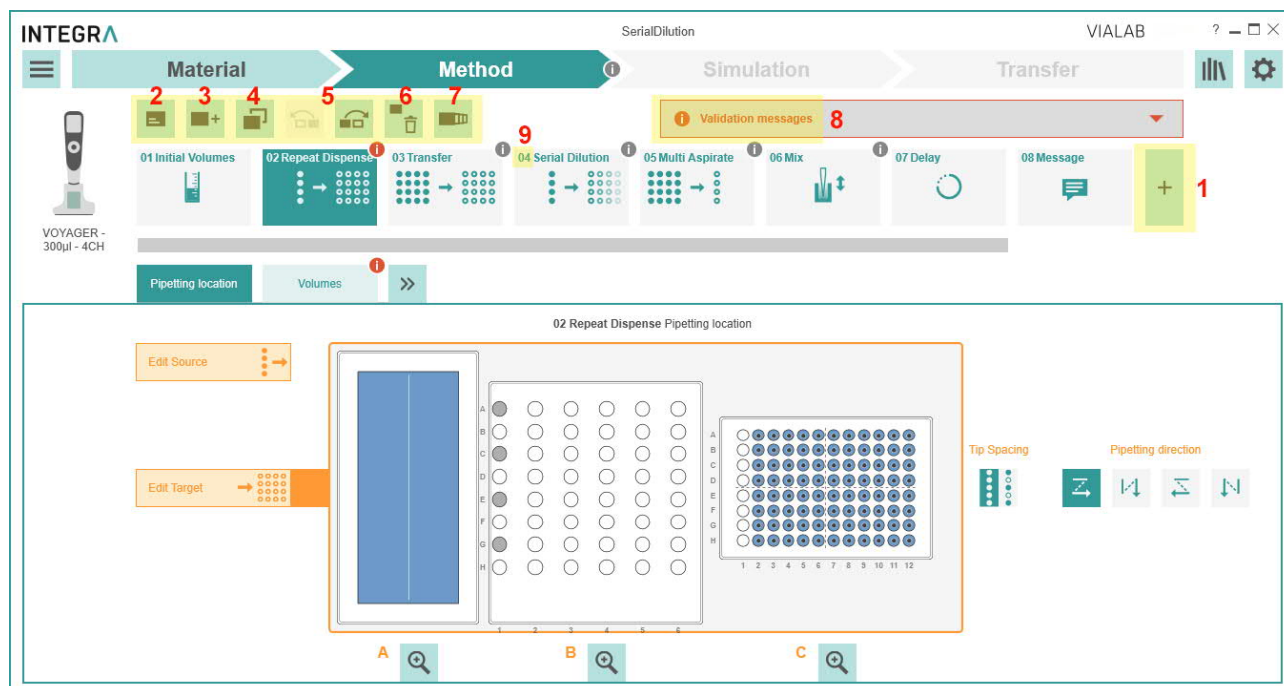 INTEGRA SerialDilution VIALAB ?
Material Method i Simulation Transfer
2 3 4 5 6 7
i Validation messages 8
9
01 Initial Volumes 02 Repeat Dispense i 03 Transfer i 04 Serial Dilution i 05 Multi Aspirate i 06 Mix i 07 Delay 08 Message
+ 1
VOYAGER -
300µl - 4CH
Pipetting location Volumes i
02 Repeat Dispense Pipetting location
Edit Source
Edit Target
A
B
C
D
E
F
G
H
1 2 3 4 5 6
A
B
C
D
E
F
G
H
1 2 3 4 5 6 7 8 9 10 11 12
Tip Spacing Pipetting direction
A B C